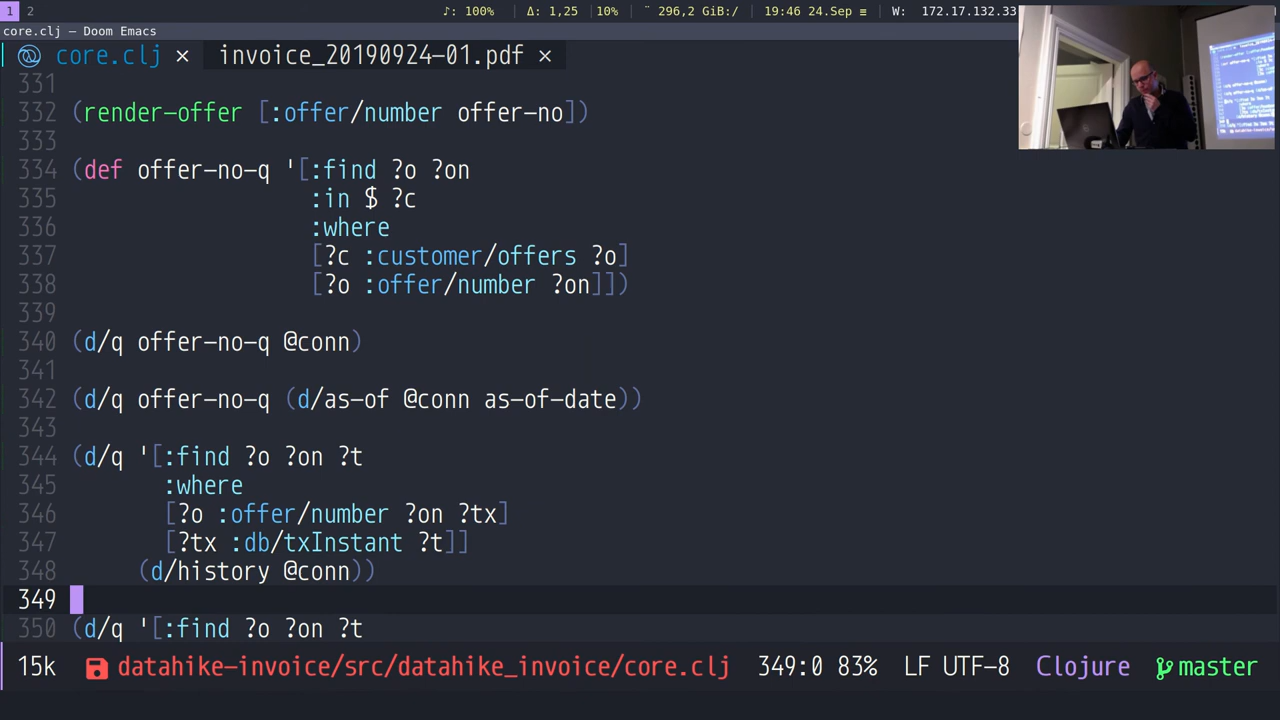 1 2 ♪: 100% Δ: 1,25 10% ¨ 296,2 GiB:/ 19:46 24.Sep ≡ W: 172.17.132.33
core.clj — Doom Emacs
core.clj × invoice_20190924-01.pdf ×
331
332 (render-offer [:offer/number offer-no])
333
334 (def offer-no-q '[:find ?o ?on
335 :in $ ?c
336 :where
337 [?c :customer/offers ?o]
338 [?o :offer/number ?on]])
339
340 (d/q offer-no-q @conn)
341
342 (d/q offer-no-q (d/as-of @conn as-of-date))
343
344 (d/q '[:find ?o ?on ?t
345 :where
346 [?o :offer/number ?on ?tx]
347 [?tx :db/txInstant ?t]]
348 (d/history @conn))
349
350 (d/q '[:find ?o ?on ?t
15k datahike-invoice/src/datahike_invoice/core.clj 349:0 83% LF UTF-8 Clojure master